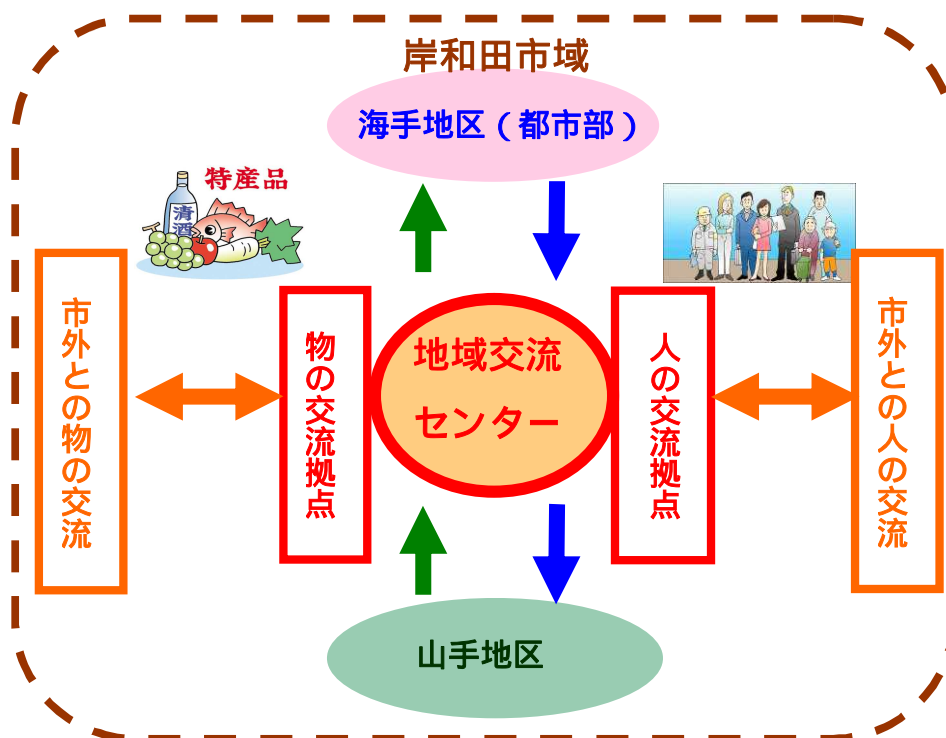 岸和田市域
海手地区（都市部）
特産品
清酒
市外との物の交流
物の交流拠点
地域交流
センター
人の交流拠点
市外との人の交流
山手地区